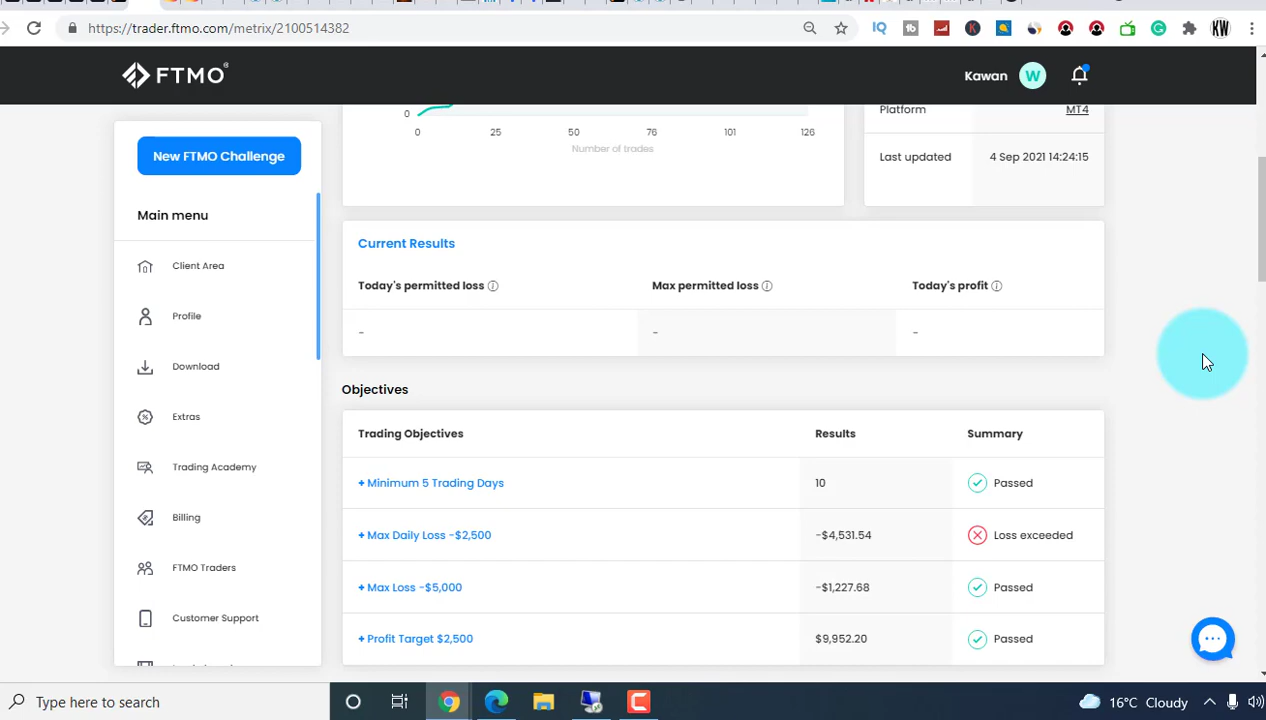 https://trader.ftmo.com/metrix/2100514382
KW
FTMO
Kawan W
New FTMO Challenge
Main menu
Client Area
Profile
Download
Extras
Trading Academy
Billing
FTMO Traders
Customer Support
0
0 25 50 76 101 126
Number of trades
Platform MT4
Last updated 4 Sep 2021 14:24:15
Current Results
Today's permitted loss Max permitted loss Today's profit
- - -
Objectives
Trading Objectives Results Summary
+ Minimum 5 Trading Days 10 Passed
+ Max Daily Loss -$2,500 -$4,531.54 Loss exceeded
+ Max Loss -$5,000 -$1,227.68 Passed
+ Profit Target $2,500 $9,952.20 Passed
Type here to search
16°C Cloudy